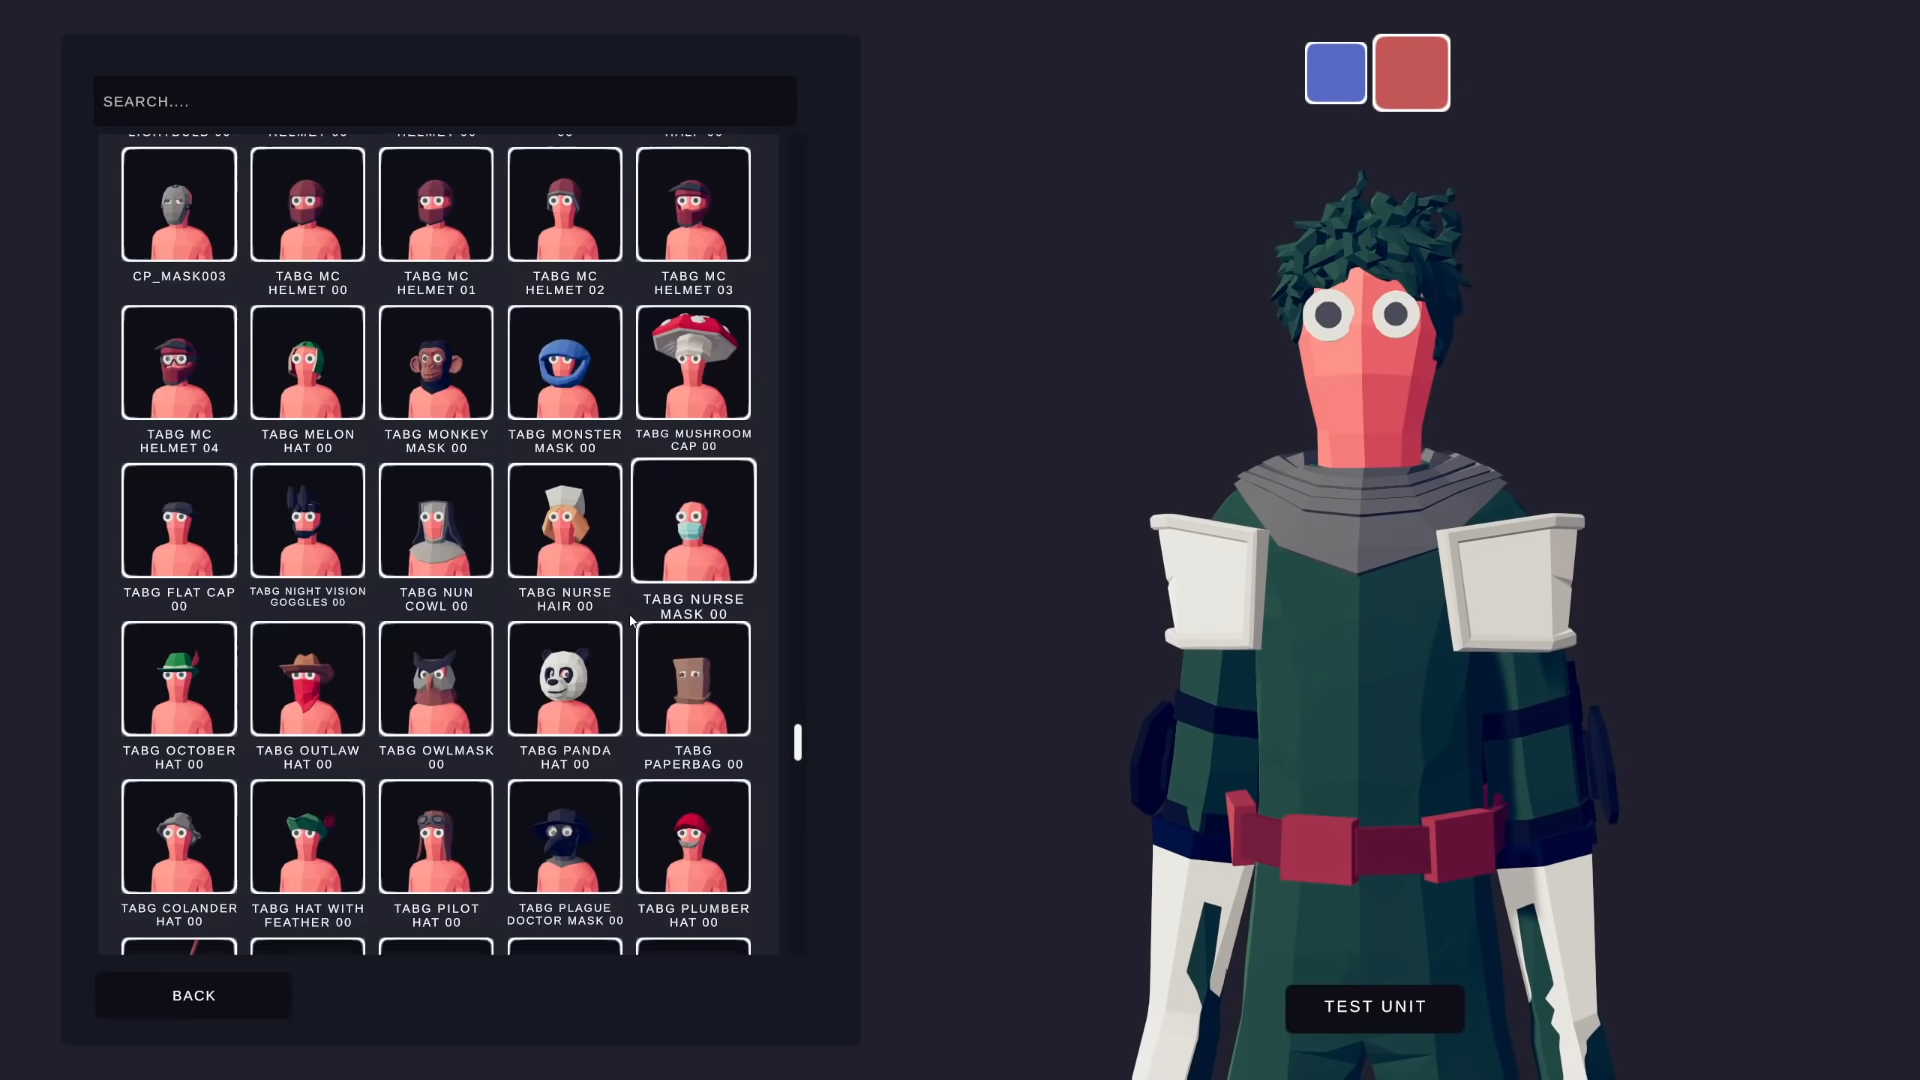 SEARCH....
CP_MASK003
TABG MC
HELMET 00
TABG MC
HELMET 01
TABG MC
HELMET 02
TABG MC
HELMET 03
TABG MC
HELMET 04
TABG MELON
HAT 00
TABG MONKEY
MASK 00
TABG MONSTER
MASK 00
TABG MUSHROOM
CAP 00
TABG FLAT CAP
00
TABG NIGHT VISION
GOGGLES 00
TABG NUN
COWL 00
TABG NURSE
HAIR 00
TABG NURSE
MASK 00
TABG OCTOBER
HAT 00
TABG OUTLAW
HAT 00
TABG OWLMASK
00
TABG PANDA
HAT 00
TABG
PAPERBAG 00
TABG COLANDER
HAT 00
TABG HAT WITH
FEATHER 00
TABG PILOT
HAT 00
TABG PLAGUE
DOCTOR MASK 00
TABG PLUMBER
HAT 00
BACK
TEST UNIT